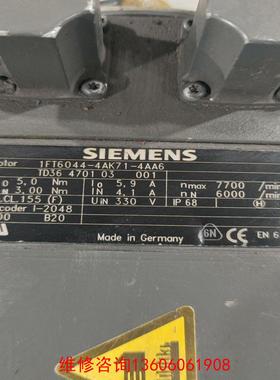 SIEMENS
otor 1FT6044-4AK71-4AA6
TD36 4701 03 001
5,0 Nm I0 5,9 A nmax 7700 /min
3,00 Nm IN 4,1 A nN 6000 /min
.CL.155 (F) UiN 330 V IP 68
coder I-2048
00 B20 Made in Germany EN 6
维修咨询13606061908